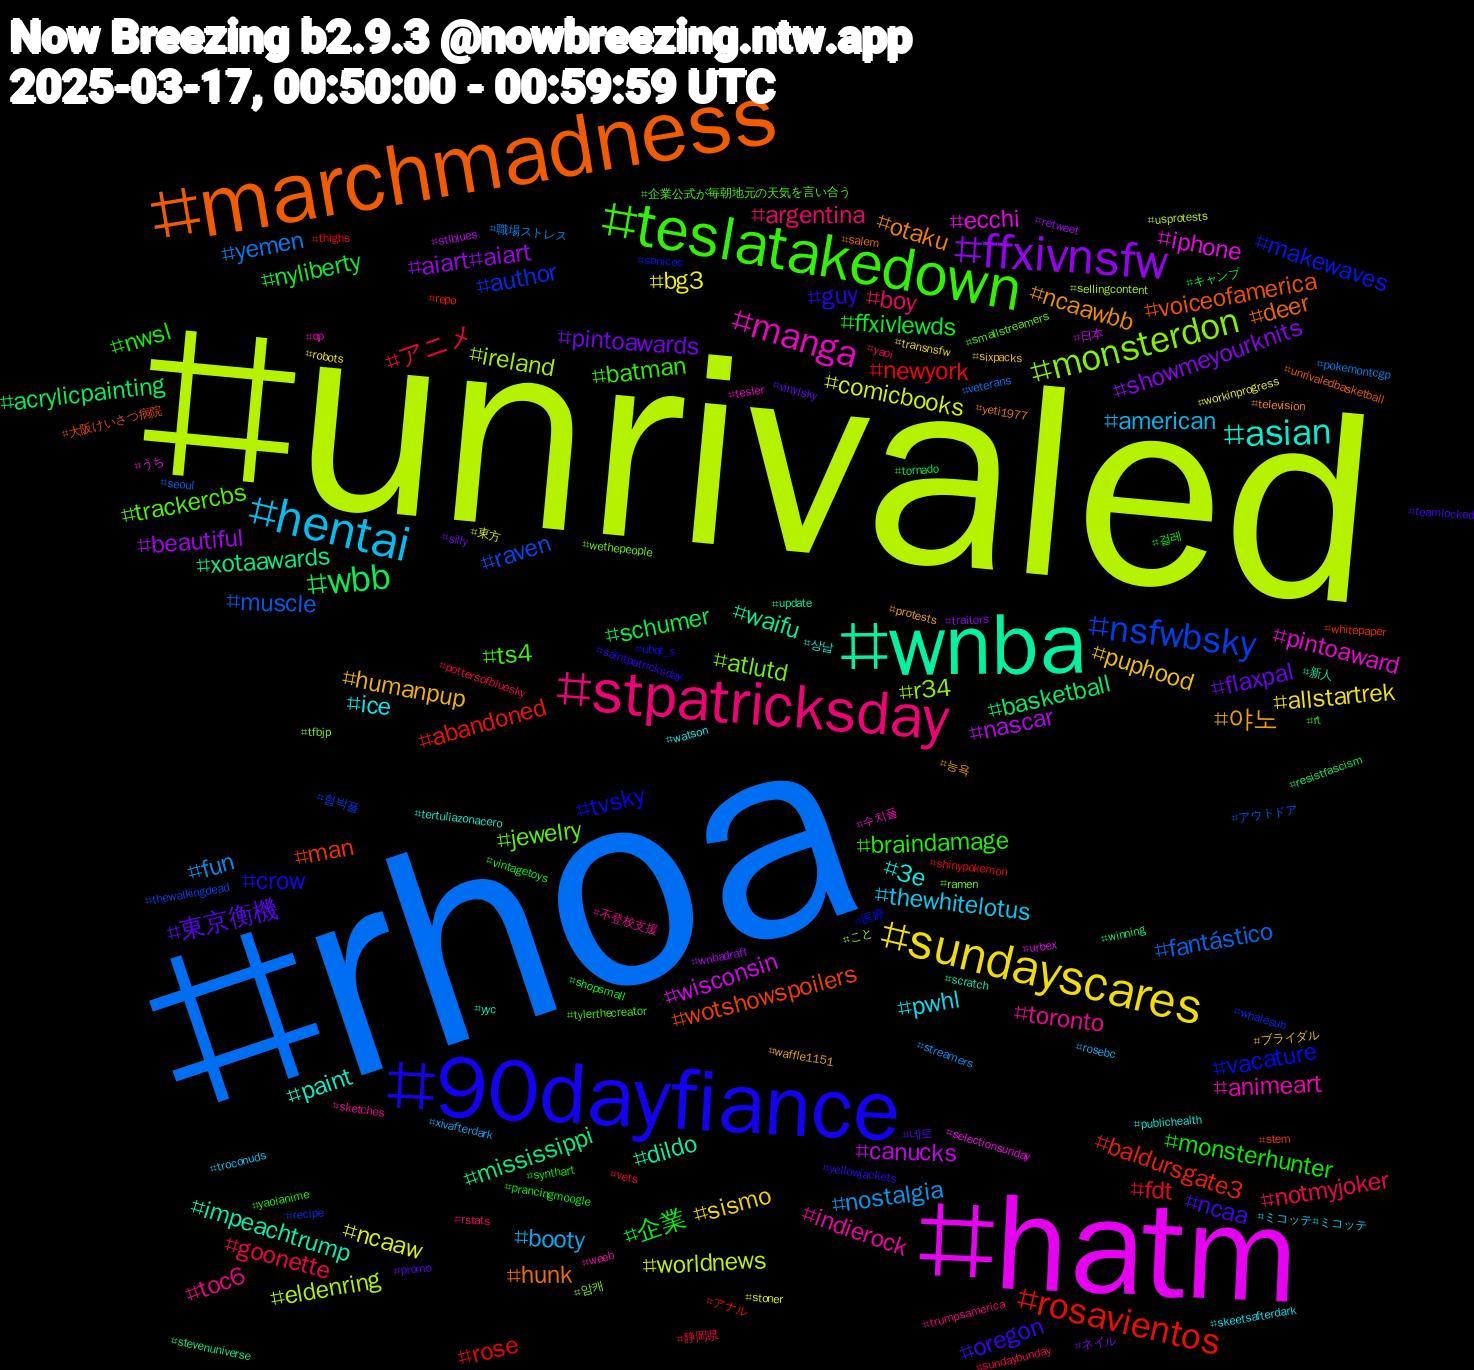 Now Breezing b2.9.3 @nowbreezing.ntw.app
2025-03-17, 00:50:00 - 00:59:59 UTC
#marchmadness
#企業公式が毎朝地元の天気を言い合う
#ecchi
#retweet
#usprotests
#thighs
#stlblues
#職場ストレス
#argentina
#teslatakedown
#otaku
#iphone
#salem
#yemen
#aiart#aiart
#ffxivnsfw
#makewaves
#sellingcontent
#nyliberty
#author
#sonicoc
#bg3
#voiceofamerica
#キャンプ
#repo
#guy
#boy
#ncaawbb
#deer
#smallstreamers
#日本
#nwsl
#op
#アニメ
#ffxivlewds
#manga
#unrivaled
#pintoawards
#newyork
#monsterdon
#showmeyourknits
#transnsfw
#robots
#ireland
#batman
#yaoi
#sixpacks
#pokemontcgp
#acrylicpainting
#tesler
#vinylsky
#veterans
#unrivaledbasketball
#workinprogress
#comicbooks
#american
#television
#大阪けいさつ病院
#yeti1977
#trackercbs
#asian
#うち
#seoul
#hentai
#tornado
#teamlocked
#東方
#beautiful
#silly
#wethepeople
#걸레
#xotaawards
#raven
#wbb
#wnba
#muscle
#schumer
#waifu
#update
#traitors
#protests
#whitepaper
#상납
#ts4
#atlutd
#pintoaward
#nsfwbsky
#puphood
#stpatricksday
#uhdt_s
#saintpatricksday
#humanpup
#r34
#basketball
#flaxpal
#allstartrek
#pottersofbluesky
#新人
#ice
#야노
#nascar
#abandoned
#tfbjp
#watson
#rt
#rhoa
#sundayscares
#능욕
#resistfascism
#tvsky
#협박플
#jewelry
#수치플
#アウトドア
#tertuliazonacero
#man
#braindamage
#3e
#fun
#shinypokemon
#vintagetoys
#crow
#thewalkingdead
#90dayfiance
#thewhitelotus
#ramen
#東京衡機
#不登校支援
#urbex
#wnbadraft
#fantástico
#こと
#winning
#wisconsin
#wotshowspoilers
#pwhl
#scratch
#whalesub
#paint
#toronto
#yyc
#shopsmall
#tylerthecreator
#vacature
#animeart
#streamers
#rosebc
#ブライダル
#waffle1151
#mississippi
#dildo
#canucks
#monsterhunter
#selectionsunday
#네토
#rosavientos
#baldursgate3
#publichealth
#stem
#hatm
#impeachtrump
#yellowjackets
#nostalgia
#fdt
#notmyjoker
#xivafterdark
#troconuds
#synthart
#yaoianime
#prancingmoogle
#recipe
#sketches
#vets
#sismo
#ncaa
#企業
#ncaaw
#booty
#indierock
#ミコッテ#ミコッテ
#goonette
#rstats
#weeb
#worldnews
#oregon
#hunk
#eldenring
#toc6
#promo
#암캐
#stoner
#アナル
#trumpsamerica
#skeetsafterdark
#静岡県
#rose
#stevenuniverse
#ネイル
#sundaybunday